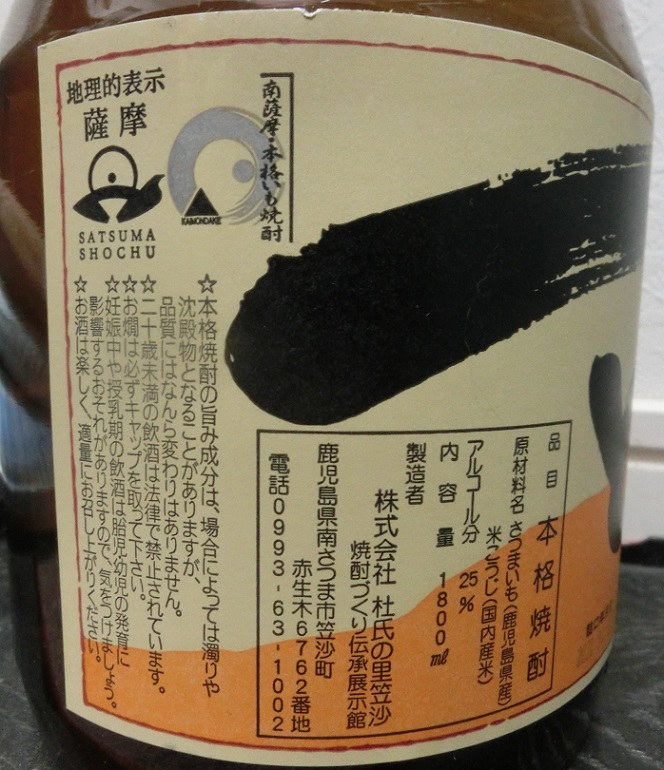 地理的表示
薩摩
SATSUMA
SHOCHU
KAIMONDAKE
南薩摩・本格いも焼酎
品目 本格焼酎
原材料名 さつまいも(鹿児島県産)
米こうじ(国内産米)
アルコール分 25%
内容量 1800㎖
製造者
株式会社 杜氏の里笠沙
焼酎づくり伝承展示館
鹿児島県南さつま市笠沙町
赤生木6762番地
電話0993-63-1002
☆本格焼酎の旨み成分は、場合によっては濁りや
沈殿物となることがありますが、
品質にはなんら変わりはありません。
☆二十歳未満の飲酒は法律で禁止されています。
☆お燗は必ずキャップを取って下さい。
☆妊娠中や授乳期の飲酒は胎児幼児の発育に
影響するおそれがありますので、気をつけましょう。
☆お酒は楽しく、適量にお召し上がりください。